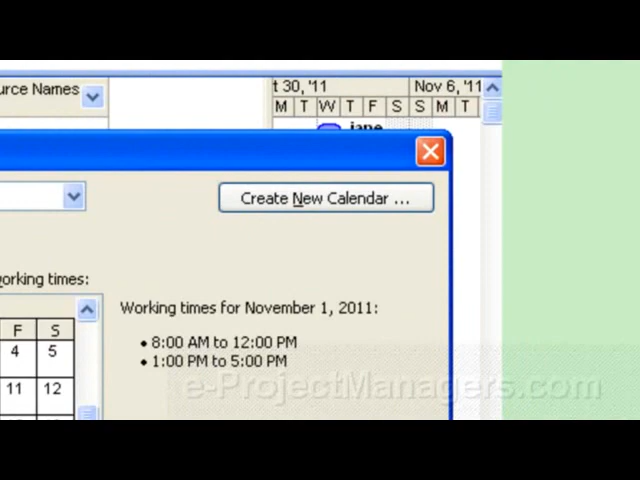 urce Names
t 30, '11
Nov 6, '11
M T W T F S S M T
jane
Create New Calendar ...
orking times:
Working times for November 1, 2011:
F S
• 8:00 AM to 12:00 PM
4 5
• 1:00 PM to 5:00 PM
11 12
e-ProjectManagers.com